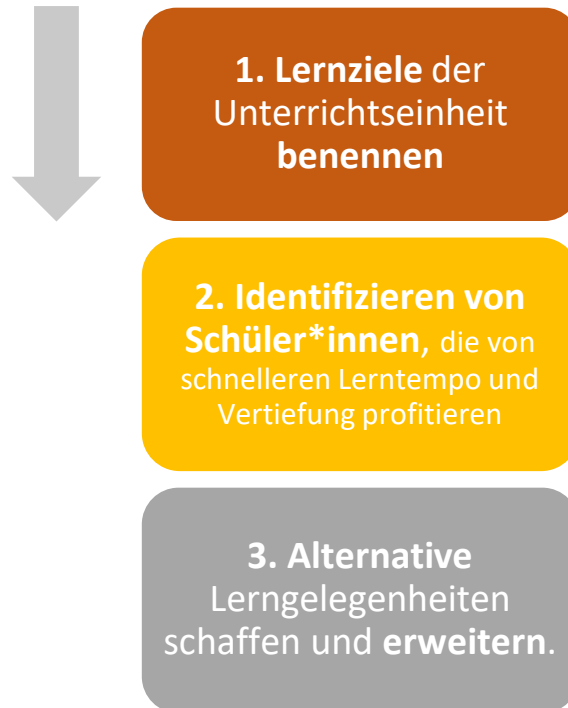 1. Lernziele der
Unterrichtseinheit
benennen
2. Identifizieren von
Schüler*innen, die von
schnelleren Lerntempo und
Vertiefung profitieren
3. Alternative
Lerngelegenheiten
schaffen und erweitern.